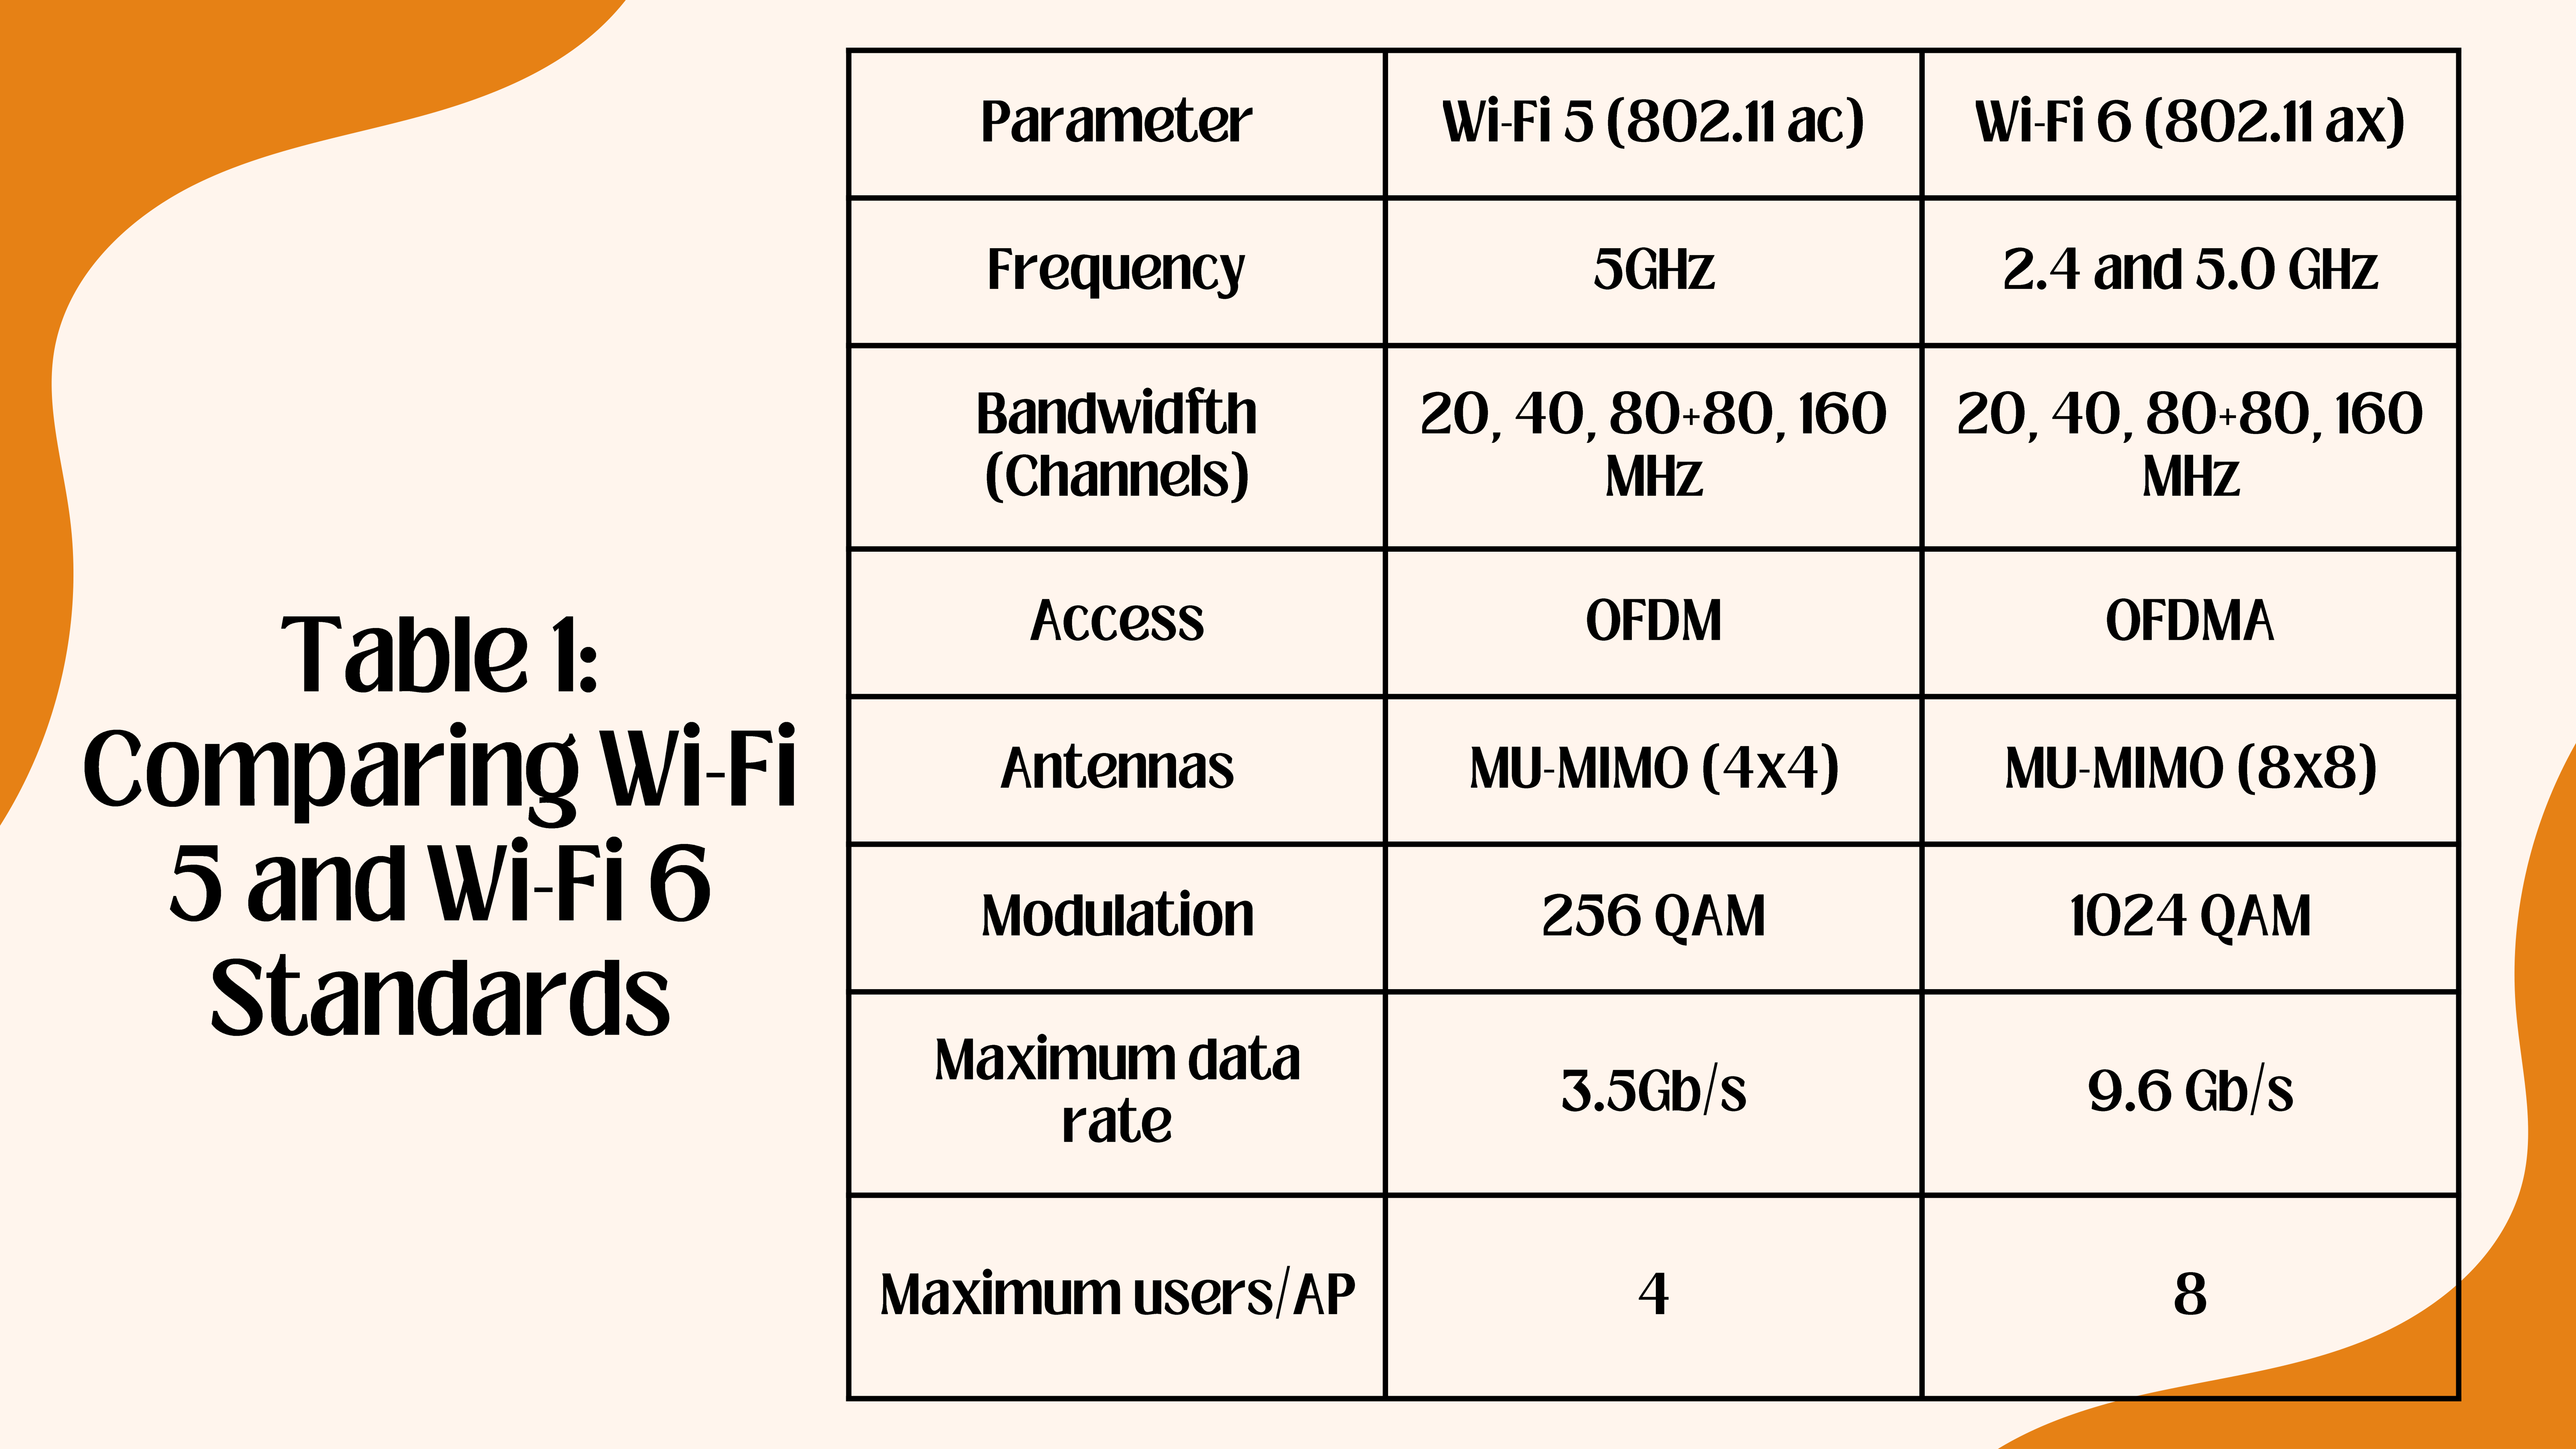 Table 1:
Comparing Wi-Fi
5 and Wi-Fi 6
Standards
Parameter
Wi-Fi 5 (802.11 ac)
Wi-Fi 6 (802.11 ax)
Frequency
5GHz
2.4 and 5.0 GHz
Bandwidfth
(Channels)
20, 40, 80+80, 160
MHz
20, 40, 80+80, 160
MHz
Access
OFDM
OFDMA
Antennas
MU-MIMO (4x4)
MU-MIMO (8x8)
Modulation
256 QAM
1024 QAM
Maximum data
rate
3.5Gb/s
9.6 Gb/s
Maximum users/AP
4
8